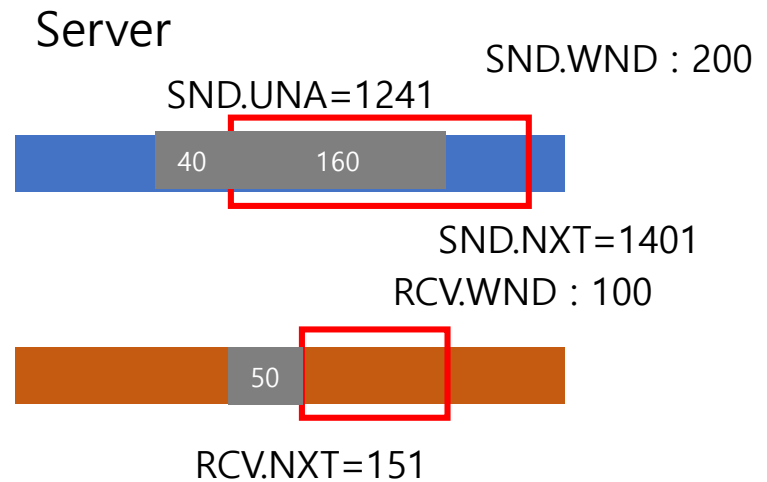 Server
SND.WND : 200
SND.UNA=1241
40 160
SND.NXT=1401
RCV.WND : 100
50
RCV.NXT=151